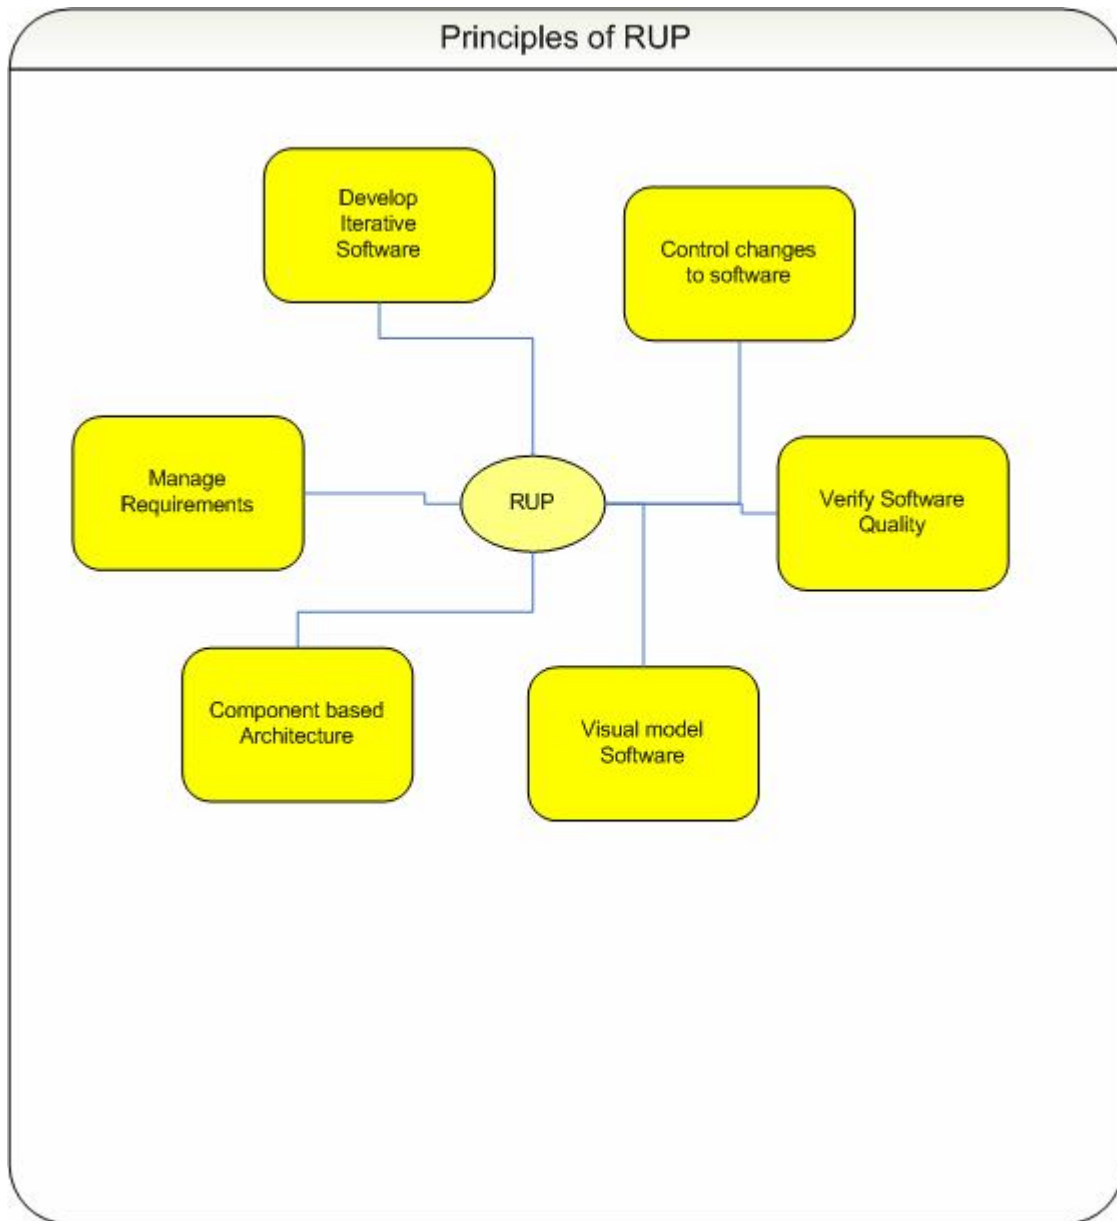 Principles of RUP
Develop
Iterative
Software
Control changes
to software
Manage
Requirements
RUP
Verify Software
Quality
Component based
Architecture
Visual model
Software